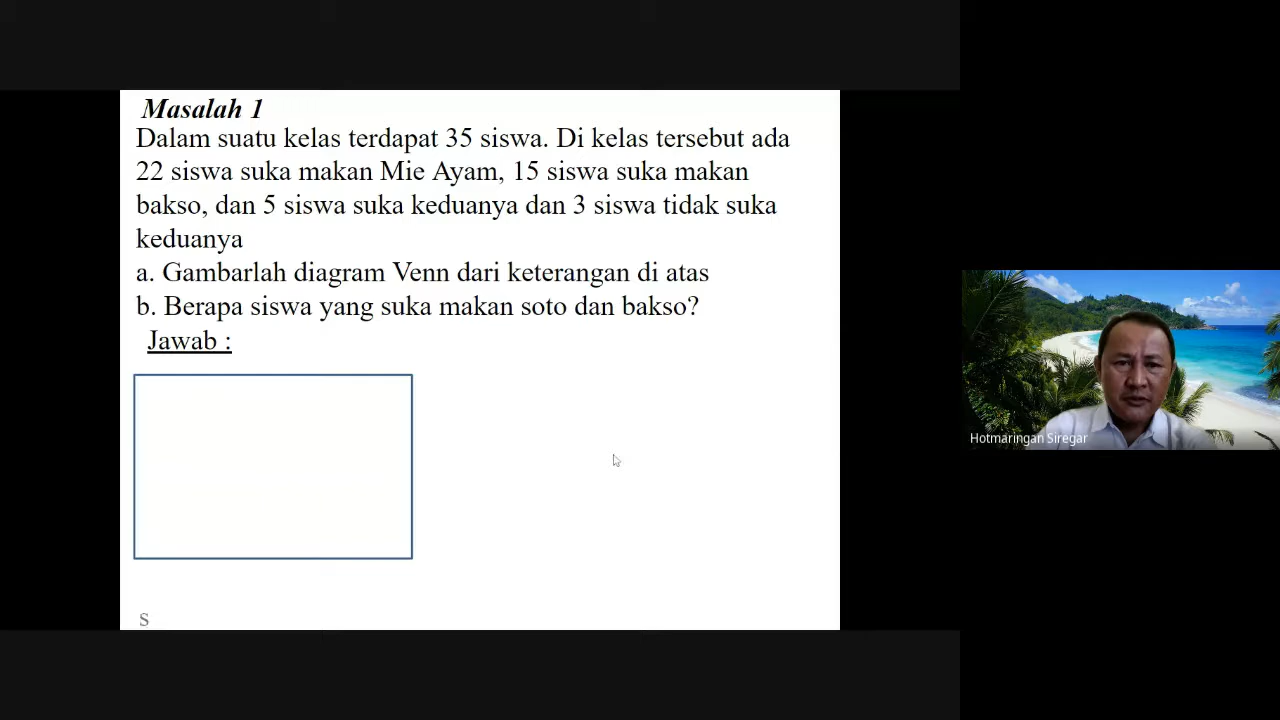 Masalah 1
Dalam suatu kelas terdapat 35 siswa. Di kelas tersebut ada
22 siswa suka makan Mie Ayam, 15 siswa suka makan
bakso, dan 5 siswa suka keduanya dan 3 siswa tidak suka
keduanya
a. Gambarlah diagram Venn dari keterangan di atas
b. Berapa siswa yang suka makan soto dan bakso?
Jawab :
s
Hotmaringan Siregar